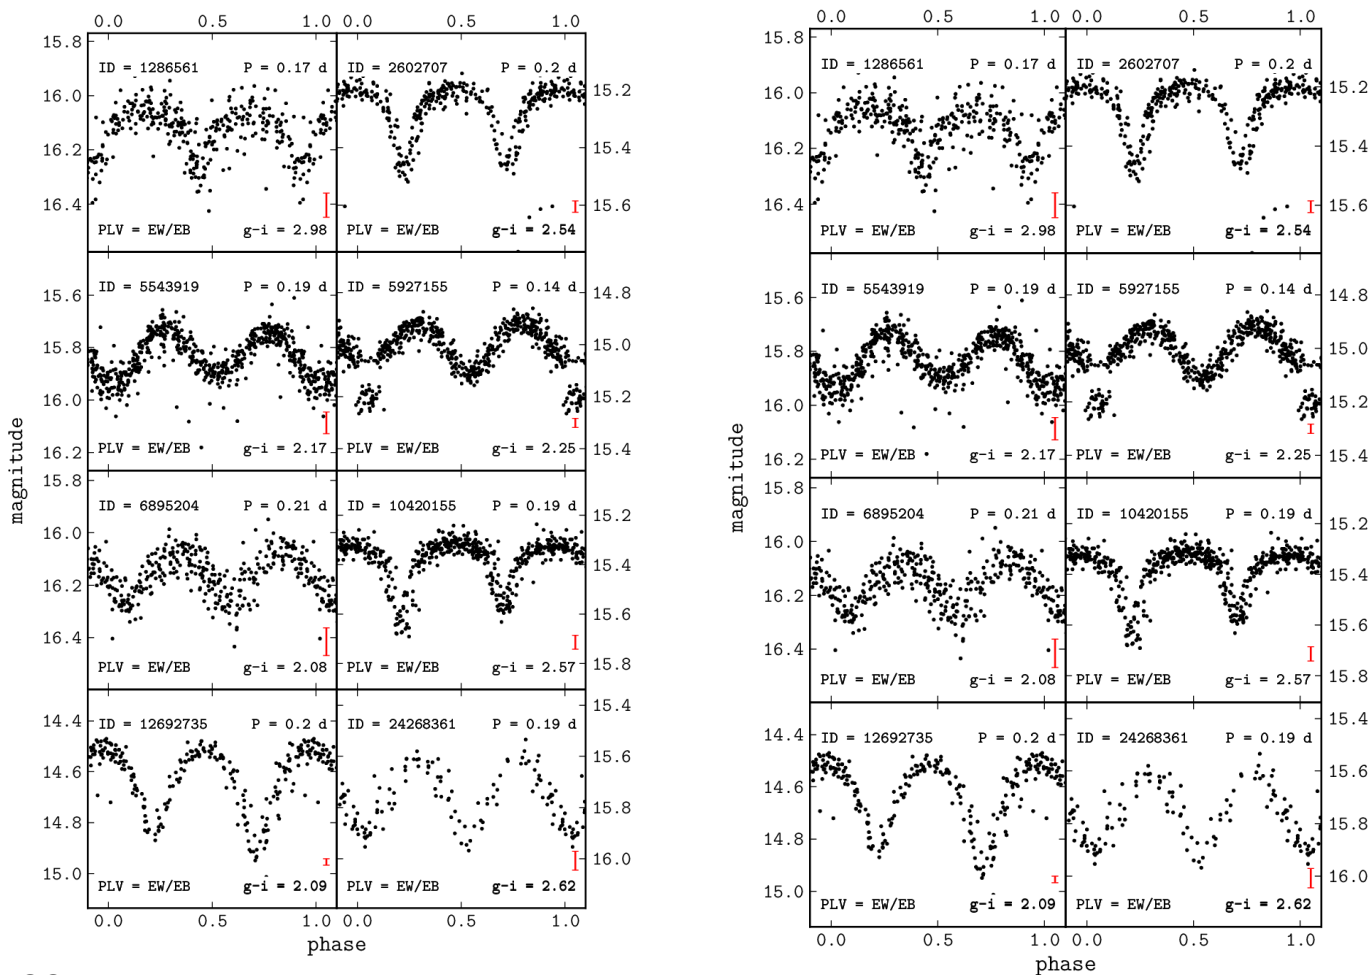 0.0 0.5 1.0 0.5 1.0
15.8
ID = 1286561 P = 0.17 d ID = 2602707 P = 0.2 d
16.0 15.2
16.2 15.4
16.4 15.6
PLV = EW/EB g-i = 2.98 PLV = EW/EB g-i = 2.54
ID = 5543919 P = 0.19 d ID = 5927155 P = 0.14 d
15.6 14.8
15.8 15.0
16.0 15.2
PLV = EW/EB g-i = 2.17 PLV = EW/EB g-i = 2.25
16.2 15.4
15.8
ID = 6895204 P = 0.21 d ID = 10420155 P = 0.19 d
16.0 15.2
15.4
16.2 15.6
16.4 15.8
PLV = EW/EB g-i = 2.08 PLV = EW/EB g-i = 2.57
15.4
ID = 12692735 P = 0.2 d ID = 24268361 P = 0.19 d
14.4 15.6
14.6 15.8
14.8 16.0
15.0
PLV = EW/EB g-i = 2.09 PLV = EW/EB g-i = 2.62
0.0 0.5 1.0 0.5 1.0
magnitude
phase
0.0 0.5 1.0 0.5 1.0
15.8
ID = 1286561 P = 0.17 d ID = 2602707 P = 0.2 d
16.0 15.2
16.2 15.4
16.4 15.6
PLV = EW/EB g-i = 2.98 PLV = EW/EB g-i = 2.54
ID = 5543919 P = 0.19 d ID = 5927155 P = 0.14 d
15.6 14.8
15.8 15.0
16.0 15.2
PLV = EW/EB g-i = 2.17 PLV = EW/EB g-i = 2.25
16.2 15.4
15.8
ID = 6895204 P = 0.21 d ID = 10420155 P = 0.19 d
16.0 15.2
16.2 15.4
16.4 15.6
PLV = EW/EB g-i = 2.08 PLV = EW/EB g-i = 2.57
15.8
15.4
ID = 12692735 P = 0.2 d ID = 24268361 P = 0.19 d
14.4 15.6
14.6 15.8
14.8 16.0
15.0
PLV = EW/EB g-i = 2.09 PLV = EW/EB g-i = 2.62
0.0 0.5 1.0 0.5 1.0
magnitude
phase